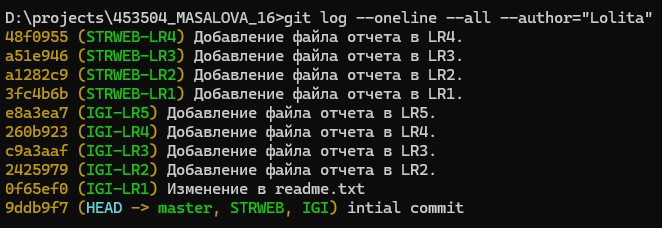 D:\projects\453504_MASALOVA_16>git log --oneline --all --author="Lolita"
48f0955 (STRWEB-LR4) Добавление файла отчета в LR4.
a51e946 (STRWEB-LR3) Добавление файла отчета в LR3.
a1282c9 (STRWEB-LR2) Добавление файла отчета в LR2.
3fc4b6b (STRWEB-LR1) Добавление файла отчета в LR1.
e8a3ea7 (IGI-LR5) Добавление файла отчета в LR5.
260b923 (IGI-LR4) Добавление файла отчета в LR4.
c9a3aaf (IGI-LR3) Добавление файла отчета в LR3.
2425979 (IGI-LR2) Добавление файла отчета в LR2.
0f65ef0 (IGI-LR1) Изменение в readme.txt
9ddb9f7 (HEAD -> master, STRWEB, IGI) intial commit